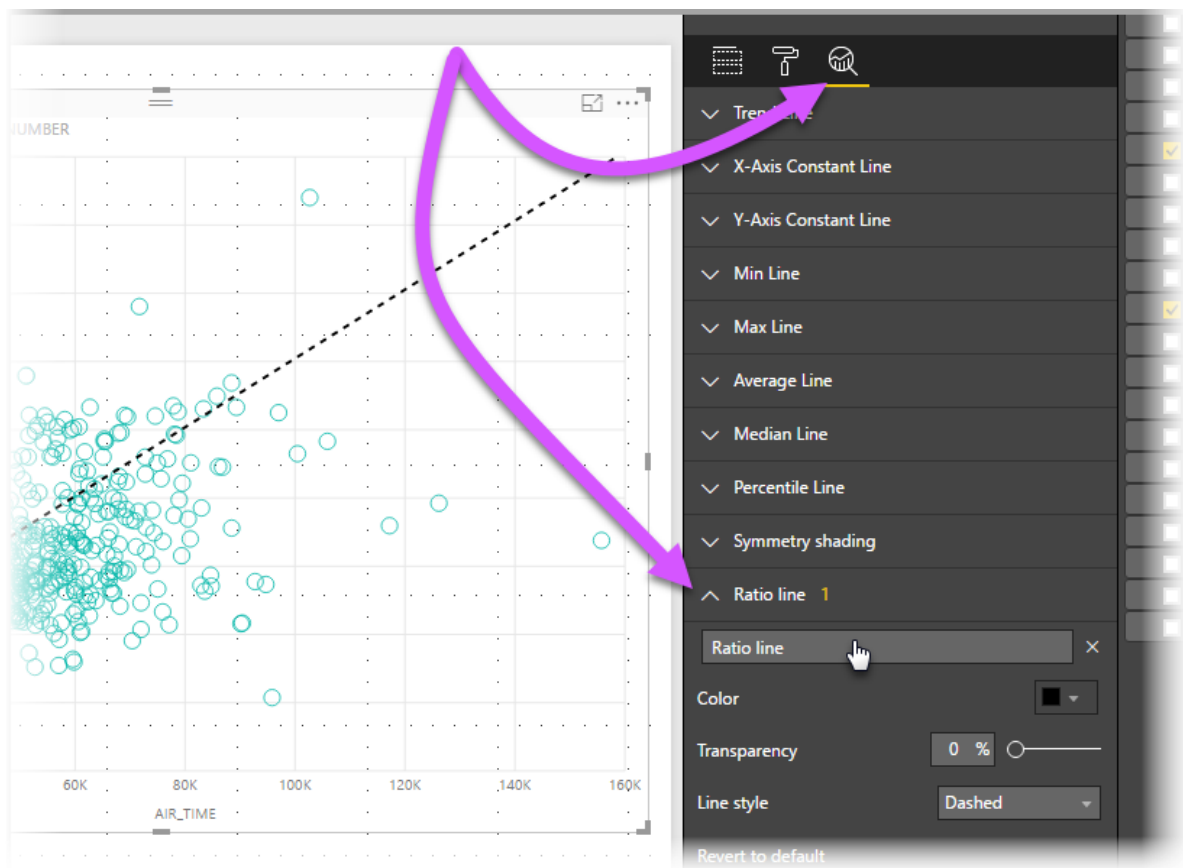 NUMBER
60K
80K
100K
120K
140K
160K
AIR_TIME
Trend Line
X-Axis Constant Line
Y-Axis Constant Line
Min Line
Max Line
Average Line
Median Line
Percentile Line
Symmetry shading
Ratio line 1
Ratio line
Color
Transparency 0 %
Line style Dashed
Revert to default